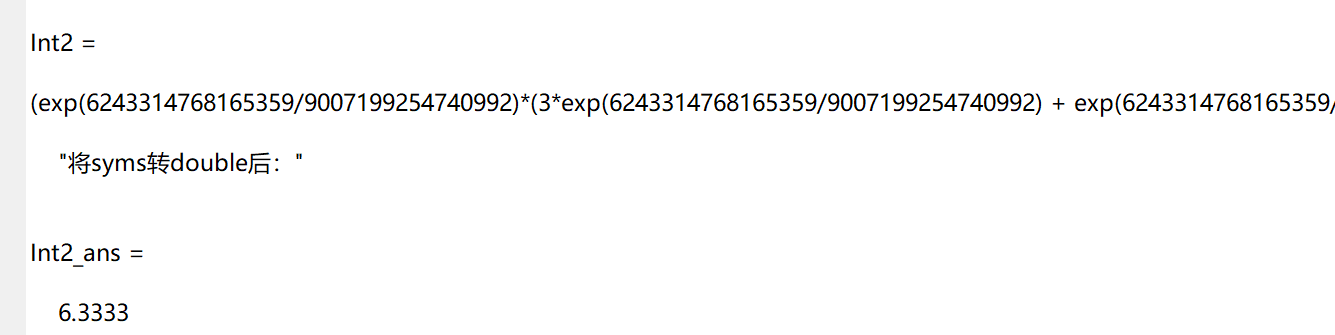 Int2 =
(exp(6243314768165359/9007199254740992)*(3*exp(6243314768165359/9007199254740992) + exp(6243314768165359/
"将syms转double后："
Int2_ans =
6.3333